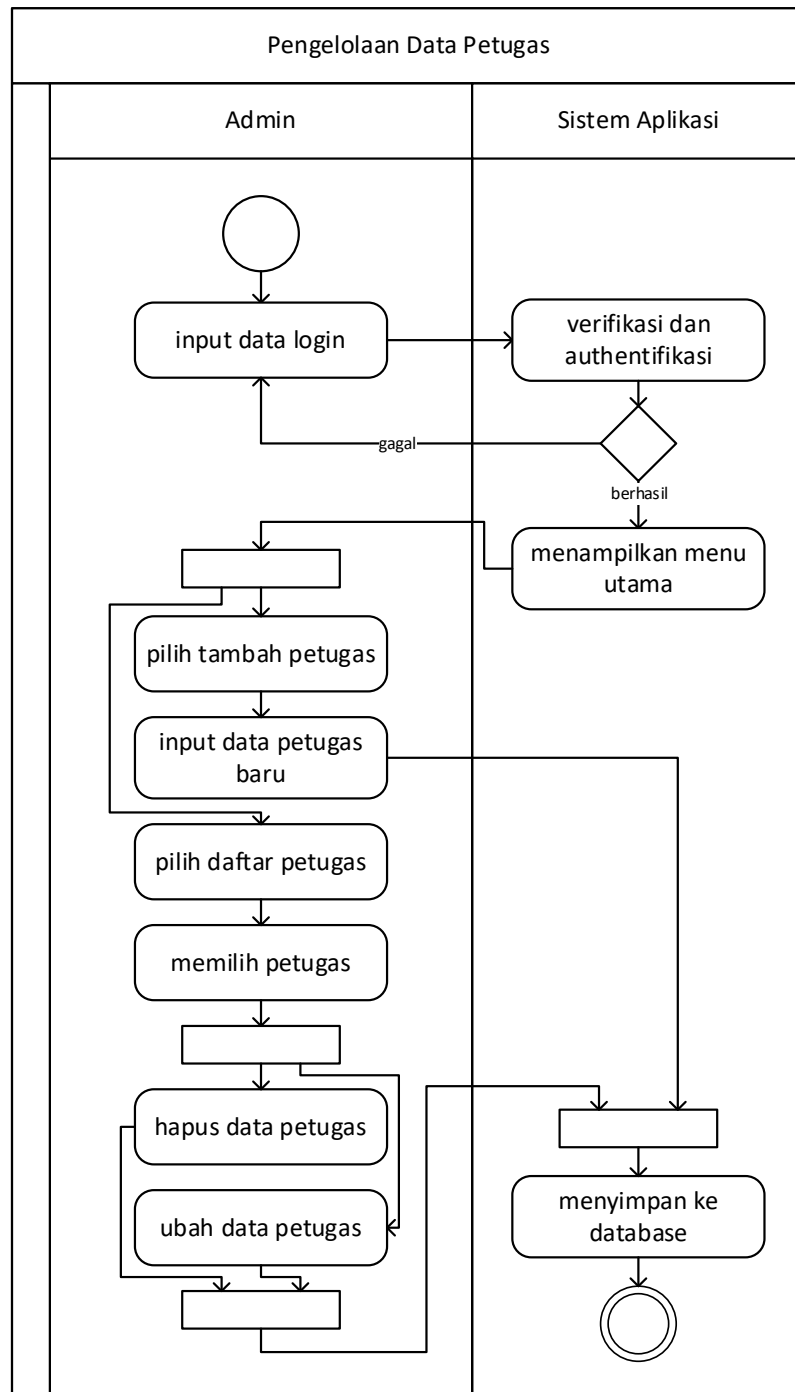 Pengelolaan Data Petugas
Admin
Sistem Aplikasi
input data login
verifikasi dan
authentifikasi
gagal
berhasil
menampilkan menu
utama
pilih tambah petugas
input data petugas
baru
pilih daftar petugas
memilih petugas
hapus data petugas
ubah data petugas
menyimpan ke
database